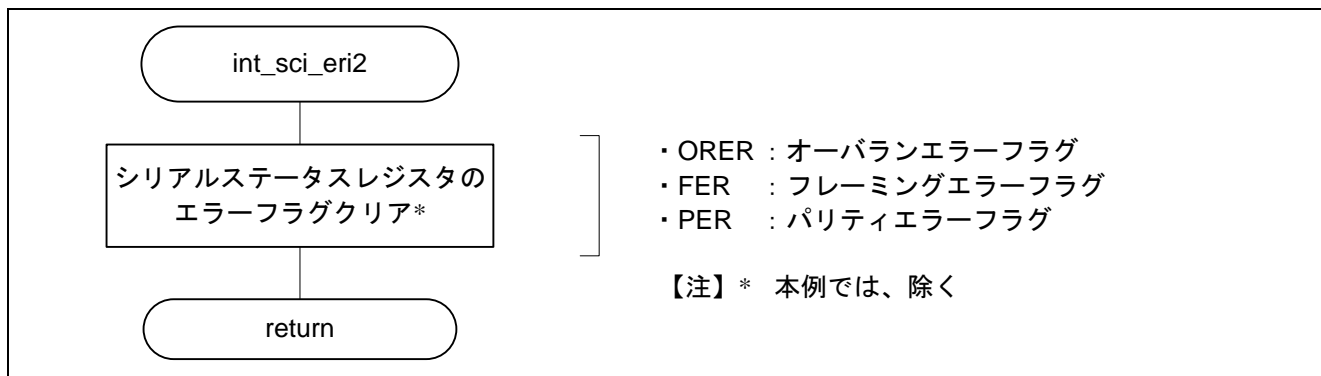 int_sci_eri2
シリアルステータスレジスタの
エラーフラグクリア*
return
・ORER : オーバランエラーフラグ
・FER : フレーミングエラーフラグ
・PER : パリティエラーフラグ
【注】* 本例では、除く